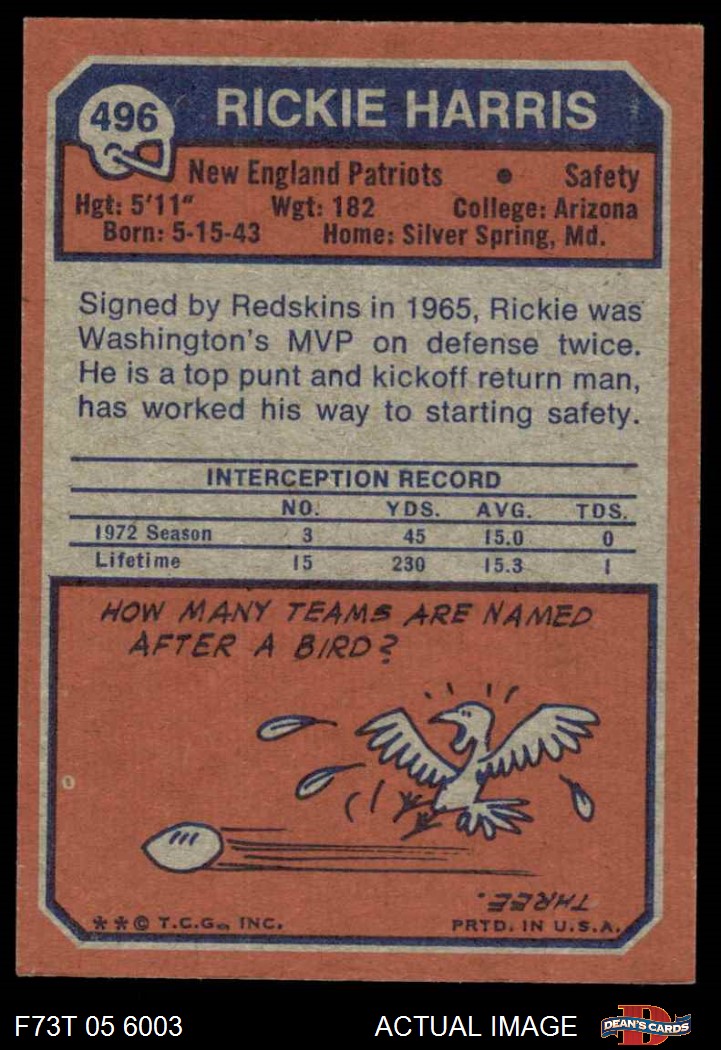 496
RICKIE HARRIS
New England Patriots • Safety
Hgt: 5'11" Wgt: 182 College: Arizona
Born: 5-15-43 Home: Silver Spring, Md.
Signed by Redskins in 1965, Rickie was
Washington's MVP on defense twice.
He is a top punt and kickoff return man,
has worked his way to starting safety.
INTERCEPTION RECORD
NO. YDS. AVG. TDS.
1972 Season 3 45 15.0 0
Lifetime 15 230 15.3 1
HOW MANY TEAMS ARE NAMED
AFTER A BIRD?
THREE.
** © T.C.G. INC. PRTD. IN U.S.A.
F73T 05 6003 ACTUAL IMAGE
D
DEAN'S CARDS